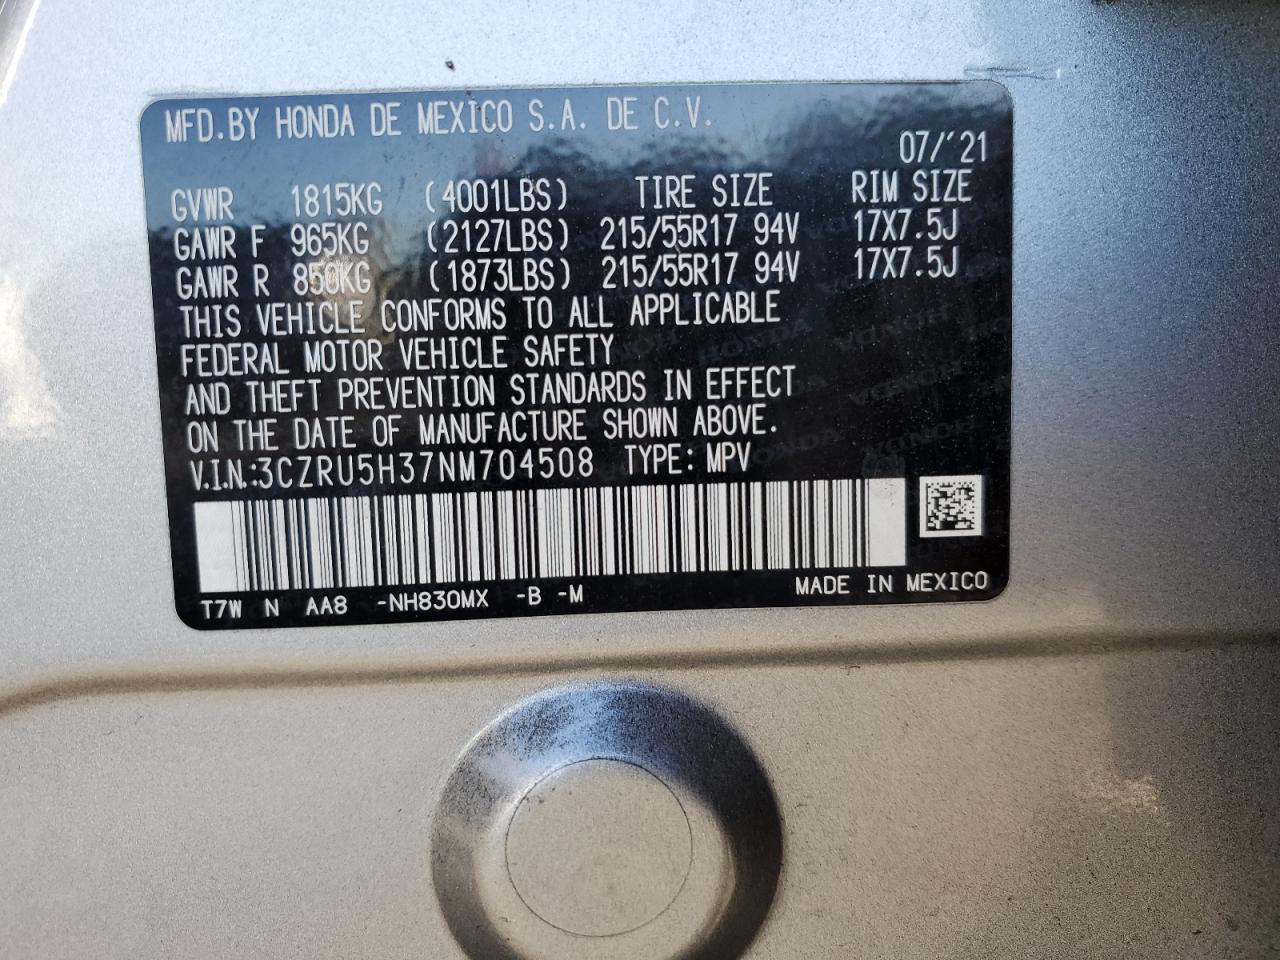 MFD.BY HONDA DE MEXICO S.A. DE C.V.
07/'21
GVWR 1815KG (4001LBS) TIRE SIZE RIM SIZE
GAWR F 965KG (2127LBS) 215/55R17 94V 17X7.5J
GAWR R 850KG (1873LBS) 215/55R17 94V 17X7.5J
THIS VEHICLE CONFORMS TO ALL APPLICABLE
FEDERAL MOTOR VEHICLE SAFETY
AND THEFT PREVENTION STANDARDS IN EFFECT
ON THE DATE OF MANUFACTURE SHOWN ABOVE.
V.I.N.:3CZRU5H37NM704508 TYPE: MPV
T7W N AA8 -NH830MX -B -M MADE IN MEXICO